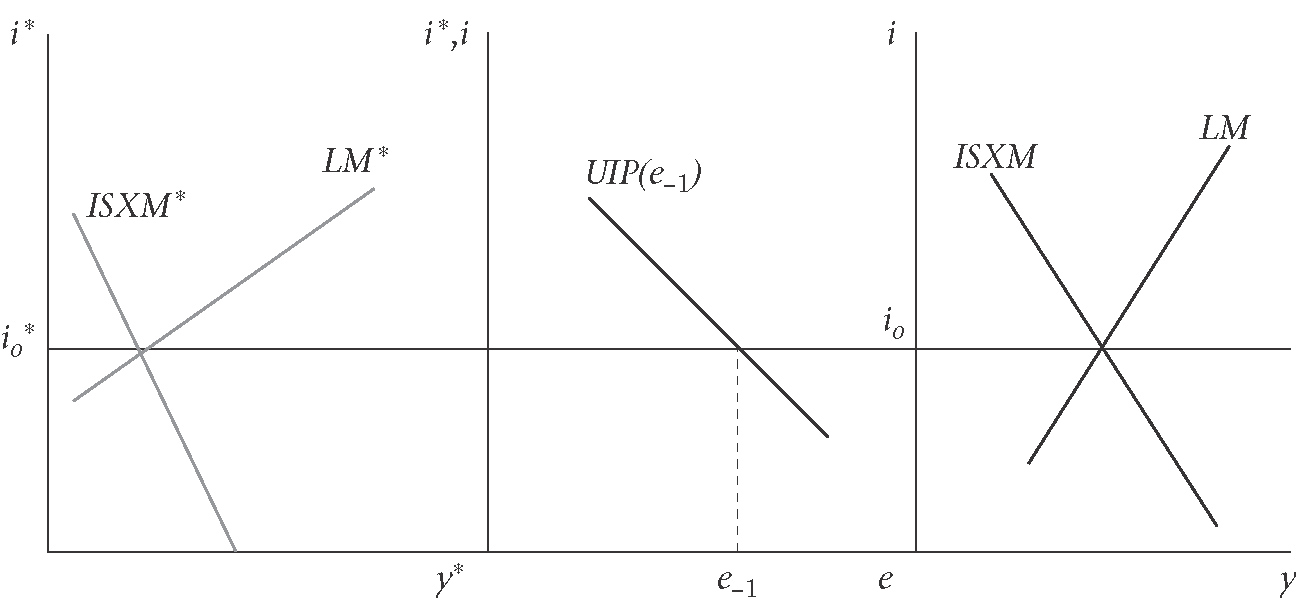 i* i*,i i
LM
ISXM
LM*
UIP(e₋₁)
ISXM*
i₀
i₀*
y* e₋₁ e y